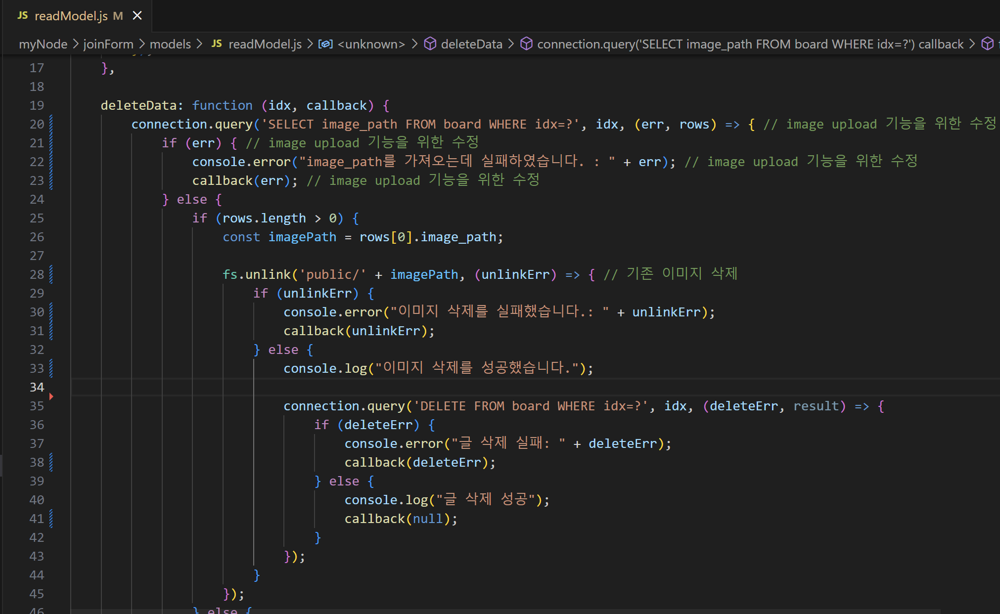 JS readModel.js M ×
myNode > joinForm > models > JS readModel.js > <unknown> > deleteData > connection.query('SELECT image_path FROM board WHERE idx=?') callback >
17 },
18
19 deleteData: function (idx, callback) {
20 connection.query('SELECT image_path FROM board WHERE idx=?', idx, (err, rows) => { // image upload 기능을 위한 수정
21 if (err) { // image upload 기능을 위한 수정
22 console.error("image_path를 가져오는데 실패하였습니다. : " + err); // image upload 기능을 위한 수정
23 callback(err); // image upload 기능을 위한 수정
24 } else {
25 if (rows.length > 0) {
26 const imagePath = rows[0].image_path;
27
28 fs.unlink('public/' + imagePath, (unlinkErr) => { // 기존 이미지 삭제
29 if (unlinkErr) {
30 console.error("이미지 삭제를 실패했습니다.: " + unlinkErr);
31 callback(unlinkErr);
32 } else {
33 console.log("이미지 삭제를 성공했습니다.");
34
35 connection.query('DELETE FROM board WHERE idx=?', idx, (deleteErr, result) => {
36 if (deleteErr) {
37 console.error("글 삭제 실패: " + deleteErr);
38 callback(deleteErr);
39 } else {
40 console.log("글 삭제 성공");
41 callback(null);
42 }
43 });
44 }
45 });
46 } else {